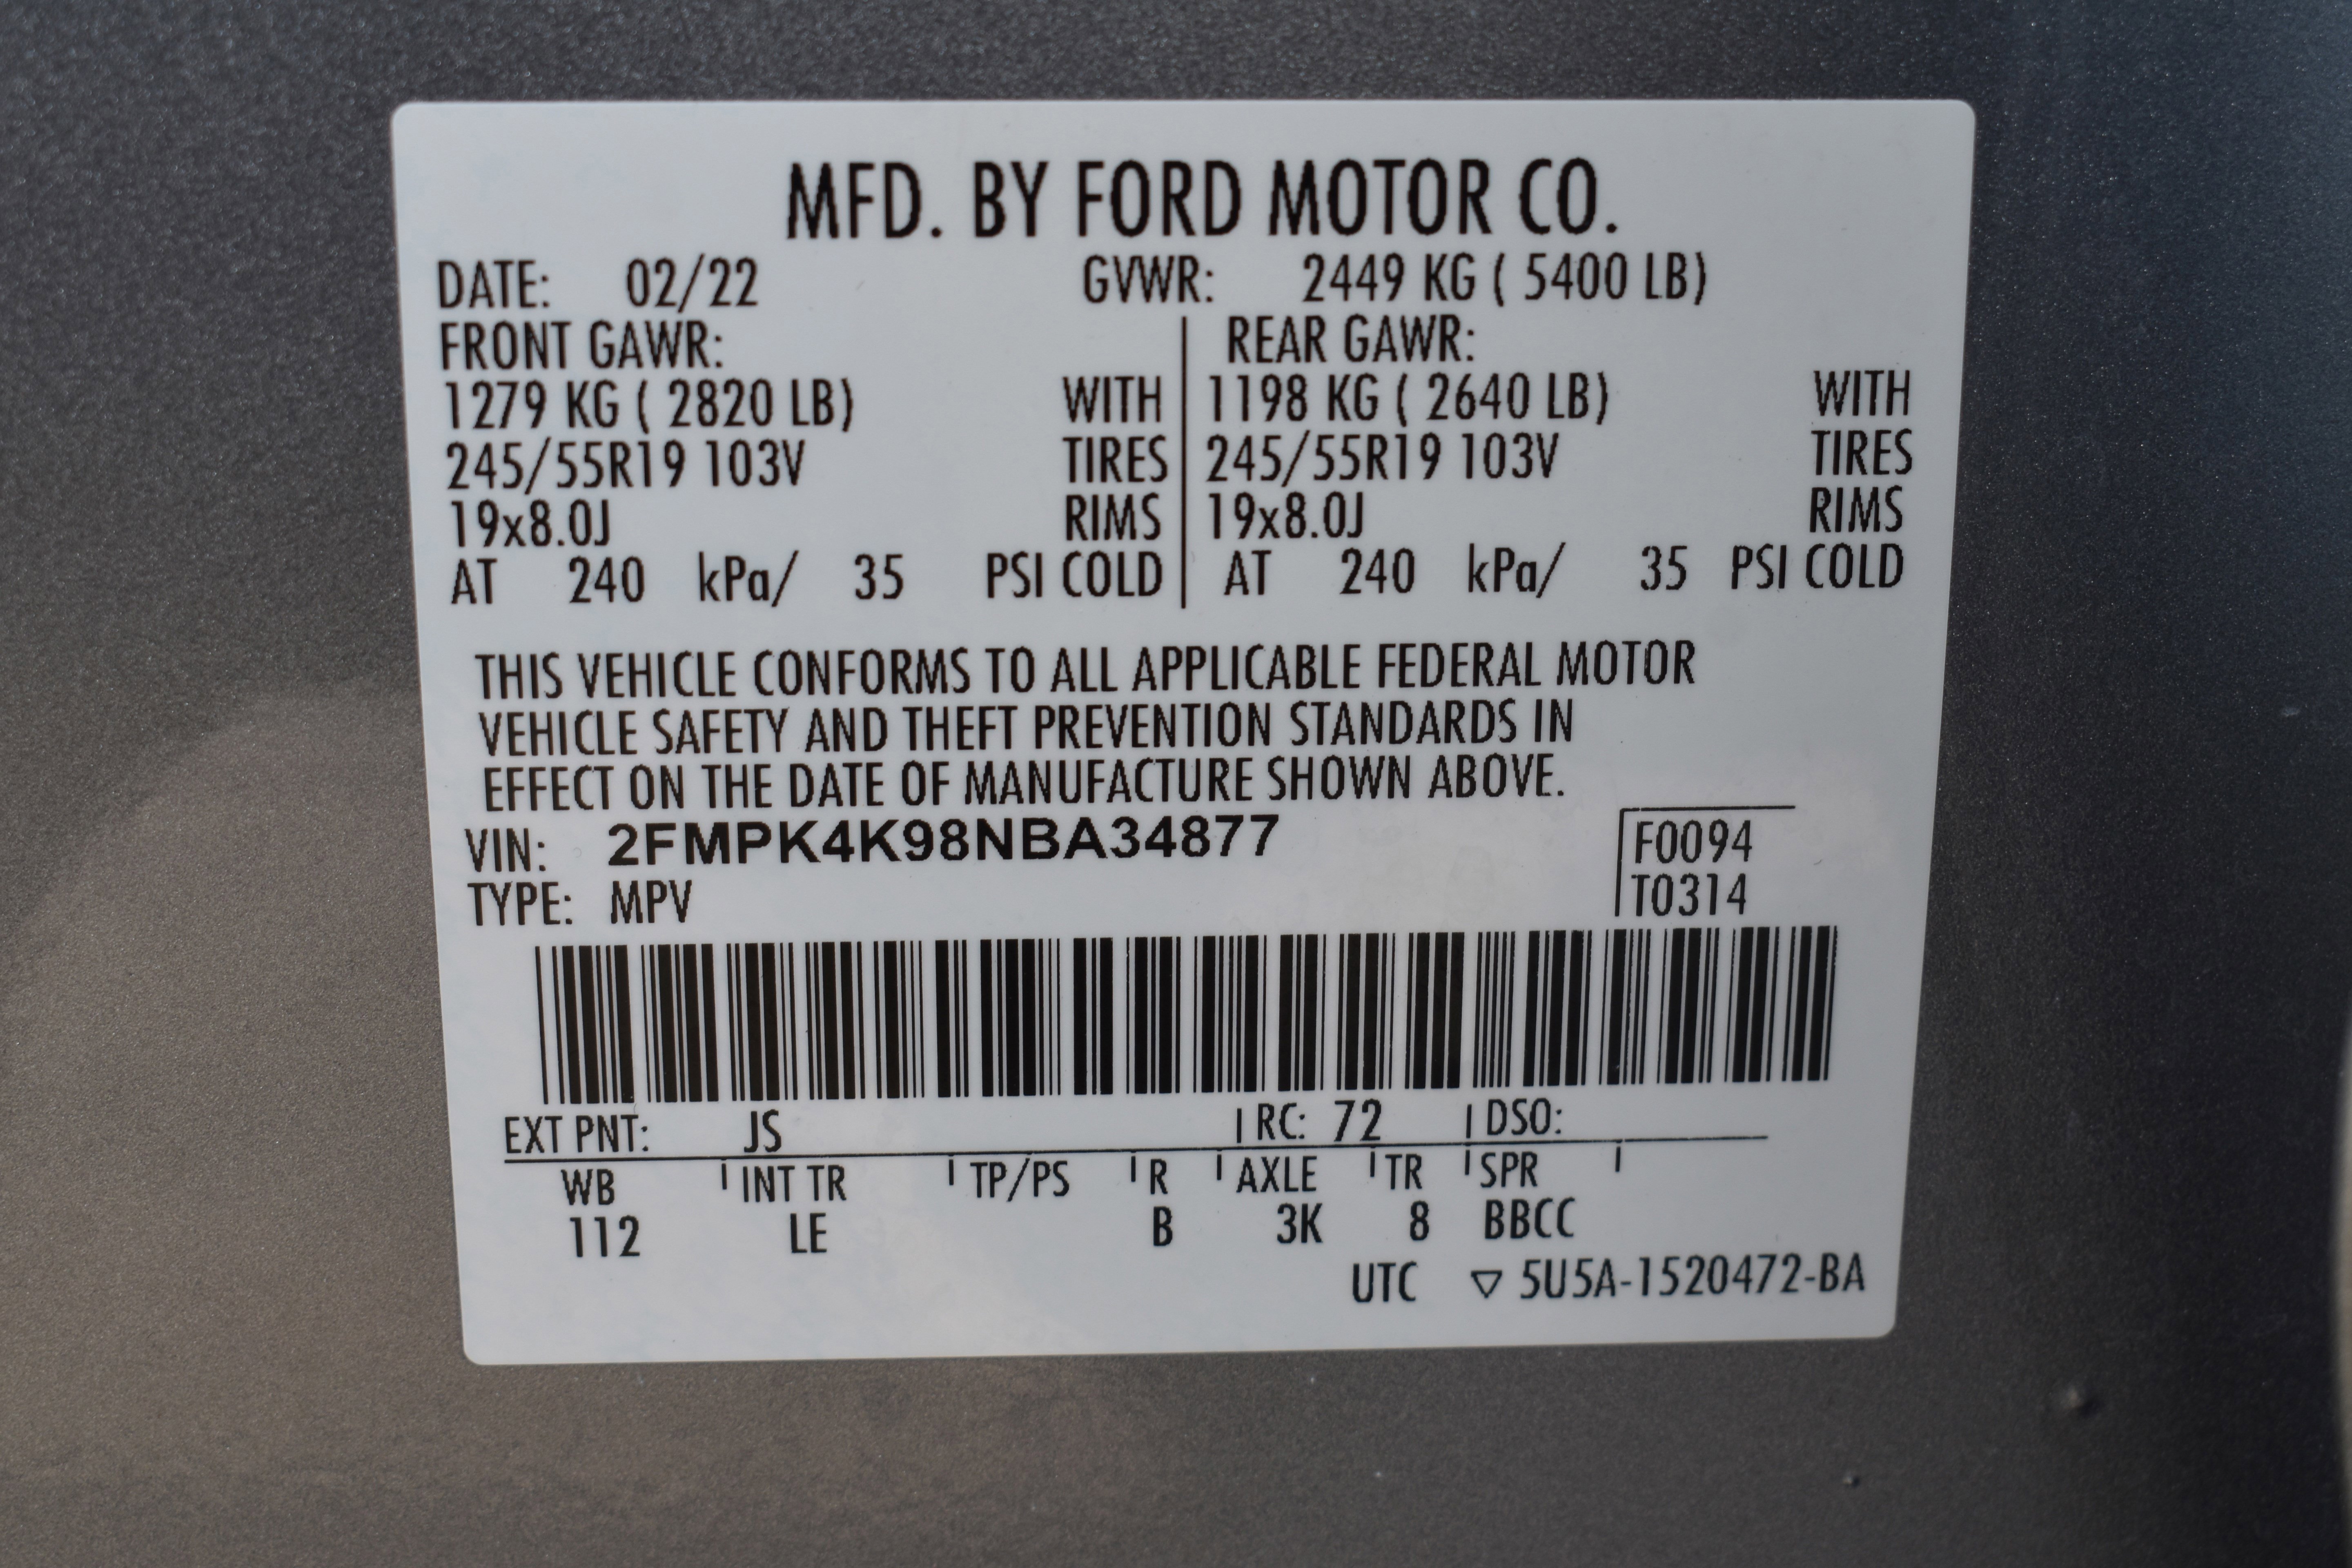 MFD. BY FORD MOTOR CO.
DATE: 02/22 GVWR: 2449 KG ( 5400 LB)
FRONT GAWR: REAR GAWR:
1279 KG ( 2820 LB) WITH 1198 KG ( 2640 LB) WITH
245/55R19 103V TIRES 245/55R19 103V TIRES
19x8.0J RIMS 19x8.0J RIMS
AT 240 kPa/ 35 PSI COLD AT 240 kPa/ 35 PSI COLD
THIS VEHICLE CONFORMS TO ALL APPLICABLE FEDERAL MOTOR
VEHICLE SAFETY AND THEFT PREVENTION STANDARDS IN
EFFECT ON THE DATE OF MANUFACTURE SHOWN ABOVE.
VIN: 2FMPK4K98NBA34877 F0094
TYPE: MPV T0314
EXT PNT: JS RC: 72 DSO:
WB INT TR TP/PS R AXLE TR SPR
112 LE B 3K 8 BBCC
UTC ▽ 5U5A-1520472-BA